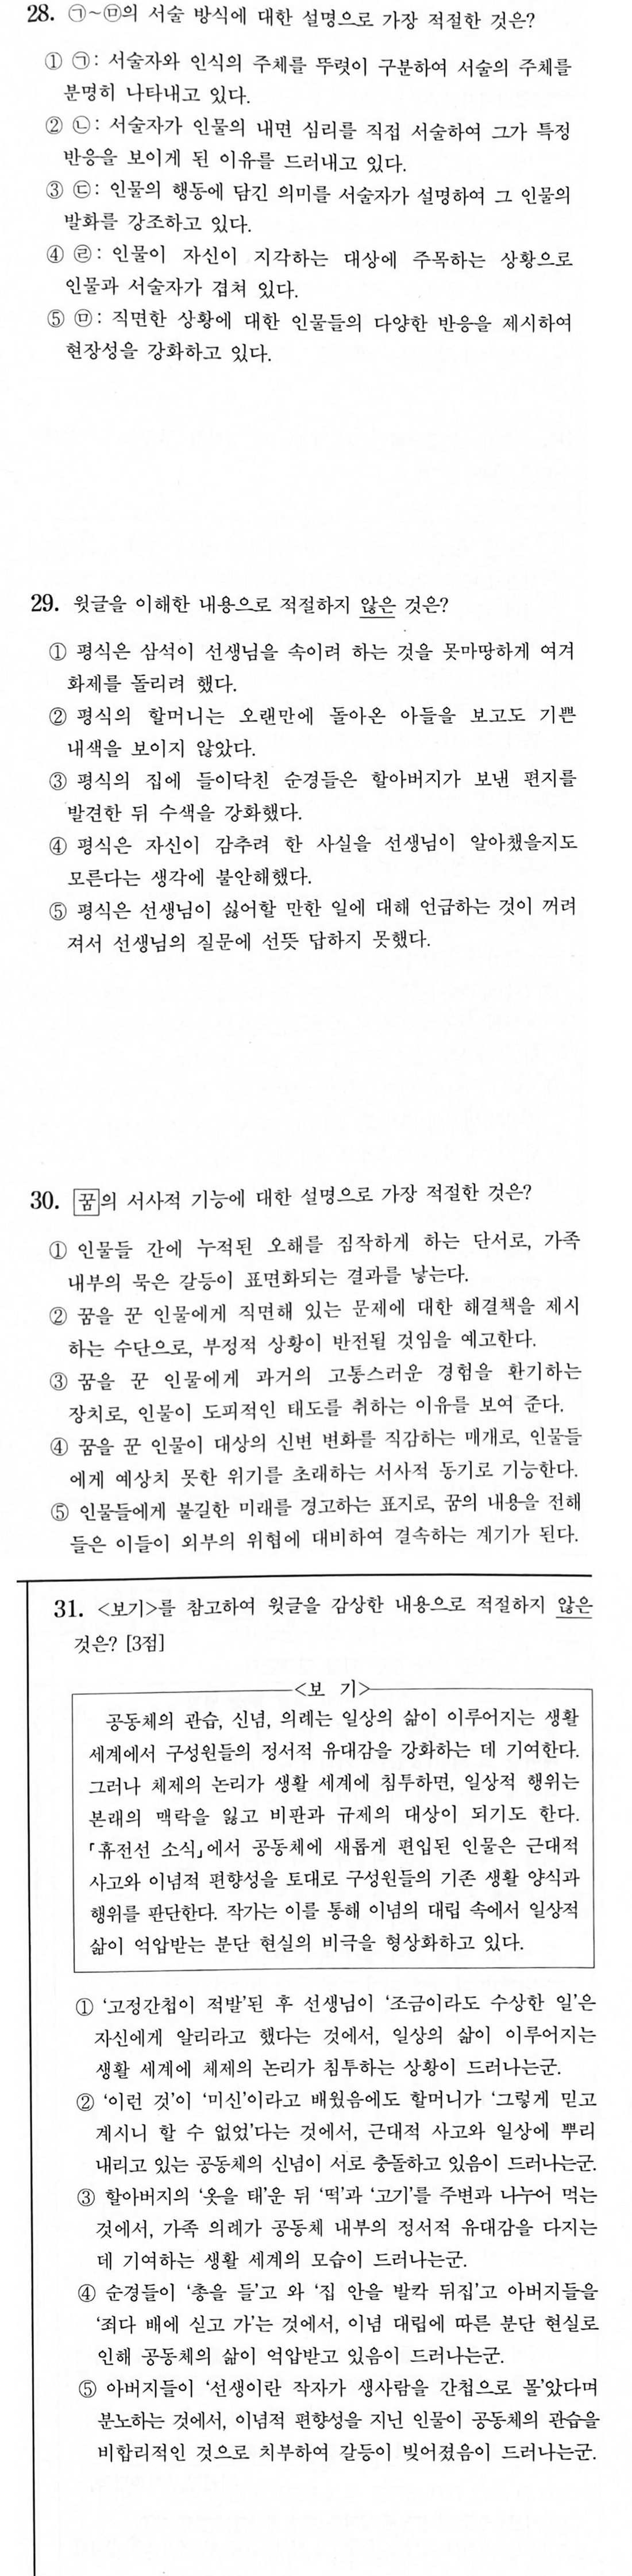 28. ㉠~㉤의 서술 방식에 대한 설명으로 가장 적절한 것은?
① ㉠: 서술자와 인식의 주체를 뚜렷이 구분하여 서술의 주체를
분명히 나타내고 있다.
② ㉡: 서술자가 인물의 내면 심리를 직접 서술하여 그가 특정
반응을 보이게 된 이유를 드러내고 있다.
③ ㉢: 인물의 행동에 담긴 의미를 서술자가 설명하여 그 인물의
발화를 강조하고 있다.
④ ㉣: 인물이 자신이 지각하는 대상에 주목하는 상황으로
인물과 서술자가 겹쳐 있다.
⑤ ㉤: 직면한 상황에 대한 인물들의 다양한 반응을 제시하여
현장성을 강화하고 있다.
29. 윗글을 이해한 내용으로 적절하지 않은 것은?
① 평식은 삼석이 선생님을 속이려 하는 것을 못마땅하게 여겨
화제를 돌리려 했다.
② 평식의 할머니는 오랜만에 돌아온 아들을 보고도 기쁜
내색을 보이지 않았다.
③ 평식의 집에 들이닥친 순경들은 할아버지가 보낸 편지를
발견한 뒤 수색을 강화했다.
④ 평식은 자신이 감추려 한 사실을 선생님이 알아챘을지도
모른다는 생각에 불안해했다.
⑤ 평식은 선생님이 싫어할 만한 일에 대해 언급하는 것이 꺼려
져서 선생님의 질문에 선뜻 답하지 못했다.
30. 꿈의 서사적 기능에 대한 설명으로 가장 적절한 것은?
① 인물들 간에 누적된 오해를 짐작하게 하는 단서로, 가족
내부의 묵은 갈등이 표면화되는 결과를 낳는다.
② 꿈을 꾼 인물에게 직면해 있는 문제에 대한 해결책을 제시
하는 수단으로, 부정적 상황이 반전될 것임을 예고한다.
③ 꿈을 꾼 인물에게 과거의 고통스러운 경험을 환기하는
장치로, 인물이 도피적인 태도를 취하는 이유를 보여 준다.
④ 꿈을 꾼 인물이 대상의 신변 변화를 직감하는 매개로, 인물들
에게 예상치 못한 위기를 초래하는 서사적 동기로 기능한다.
⑤ 인물들에게 불길한 미래를 경고하는 표지로, 꿈의 내용을 전해
들은 이들이 외부의 위협에 대비하여 결속하는 계기가 된다.
31. <보기>를 참고하여 윗글을 감상한 내용으로 적절하지 않은
것은? [3점]
<보 기>
공동체의 관습, 신념, 의례는 일상의 삶이 이루어지는 생활
세계에서 구성원들의 정서적 유대감을 강화하는 데 기여한다.
그러나 체제의 논리가 생활 세계에 침투하면, 일상적 행위는
본래의 맥락을 잃고 비판과 규제의 대상이 되기도 한다.
「휴전선 소식」에서 공동체에 새롭게 편입된 인물은 근대적
사고와 이념적 편향성을 토대로 구성원들의 기존 생활 양식과
행위를 판단한다. 작가는 이를 통해 이념의 대립 속에서 일상적
삶이 억압받는 분단 현실의 비극을 형상화하고 있다.
① '고정간첩이 적발'된 후 선생님이 '조금이라도 수상한 일'은
자신에게 알리라고 했다는 것에서, 일상의 삶이 이루어지는
생활 세계에 체제의 논리가 침투하는 상황이 드러나는군.
② '이런 것'이 '미신'이라고 배웠음에도 할머니가 '그렇게 믿고
계시니 할 수 없었'다는 것에서, 근대적 사고와 일상에 뿌리
내리고 있는 공동체의 신념이 서로 충돌하고 있음이 드러나는군.
③ 할아버지의 '옷을 태'운 뒤 '떡'과 '고기'를 주변과 나누어 먹는
것에서, 가족 의례가 공동체 내부의 정서적 유대감을 다지는
데 기여하는 생활 세계의 모습이 드러나는군.
④ 순경들이 '총을 들'고 와 '집 안을 발칵 뒤집'고 아버지들을
'죄다 배에 싣고 가'는 것에서, 이념 대립에 따른 분단 현실로
인해 공동체의 삶이 억압받고 있음이 드러나는군.
⑤ 아버지들이 '선생이란 작자가 생사람을 간첩으로 몰'았다며
분노하는 것에서, 이념적 편향성을 지닌 인물이 공동체의 관습을
비합리적인 것으로 치부하여 갈등이 빚어졌음이 드러나는군.